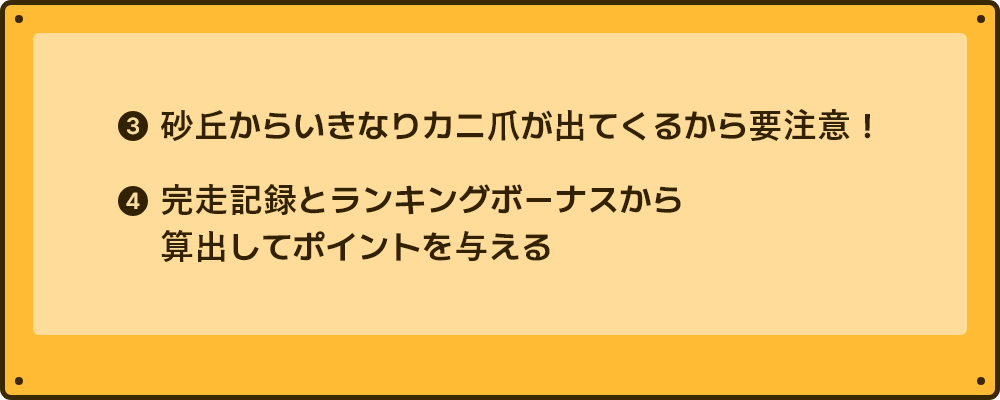 ❸ 砂丘からいきなりカニ爪が出てくるから要注意！
❹ 完走記録とランキングボーナスから
算出してポイントを与える